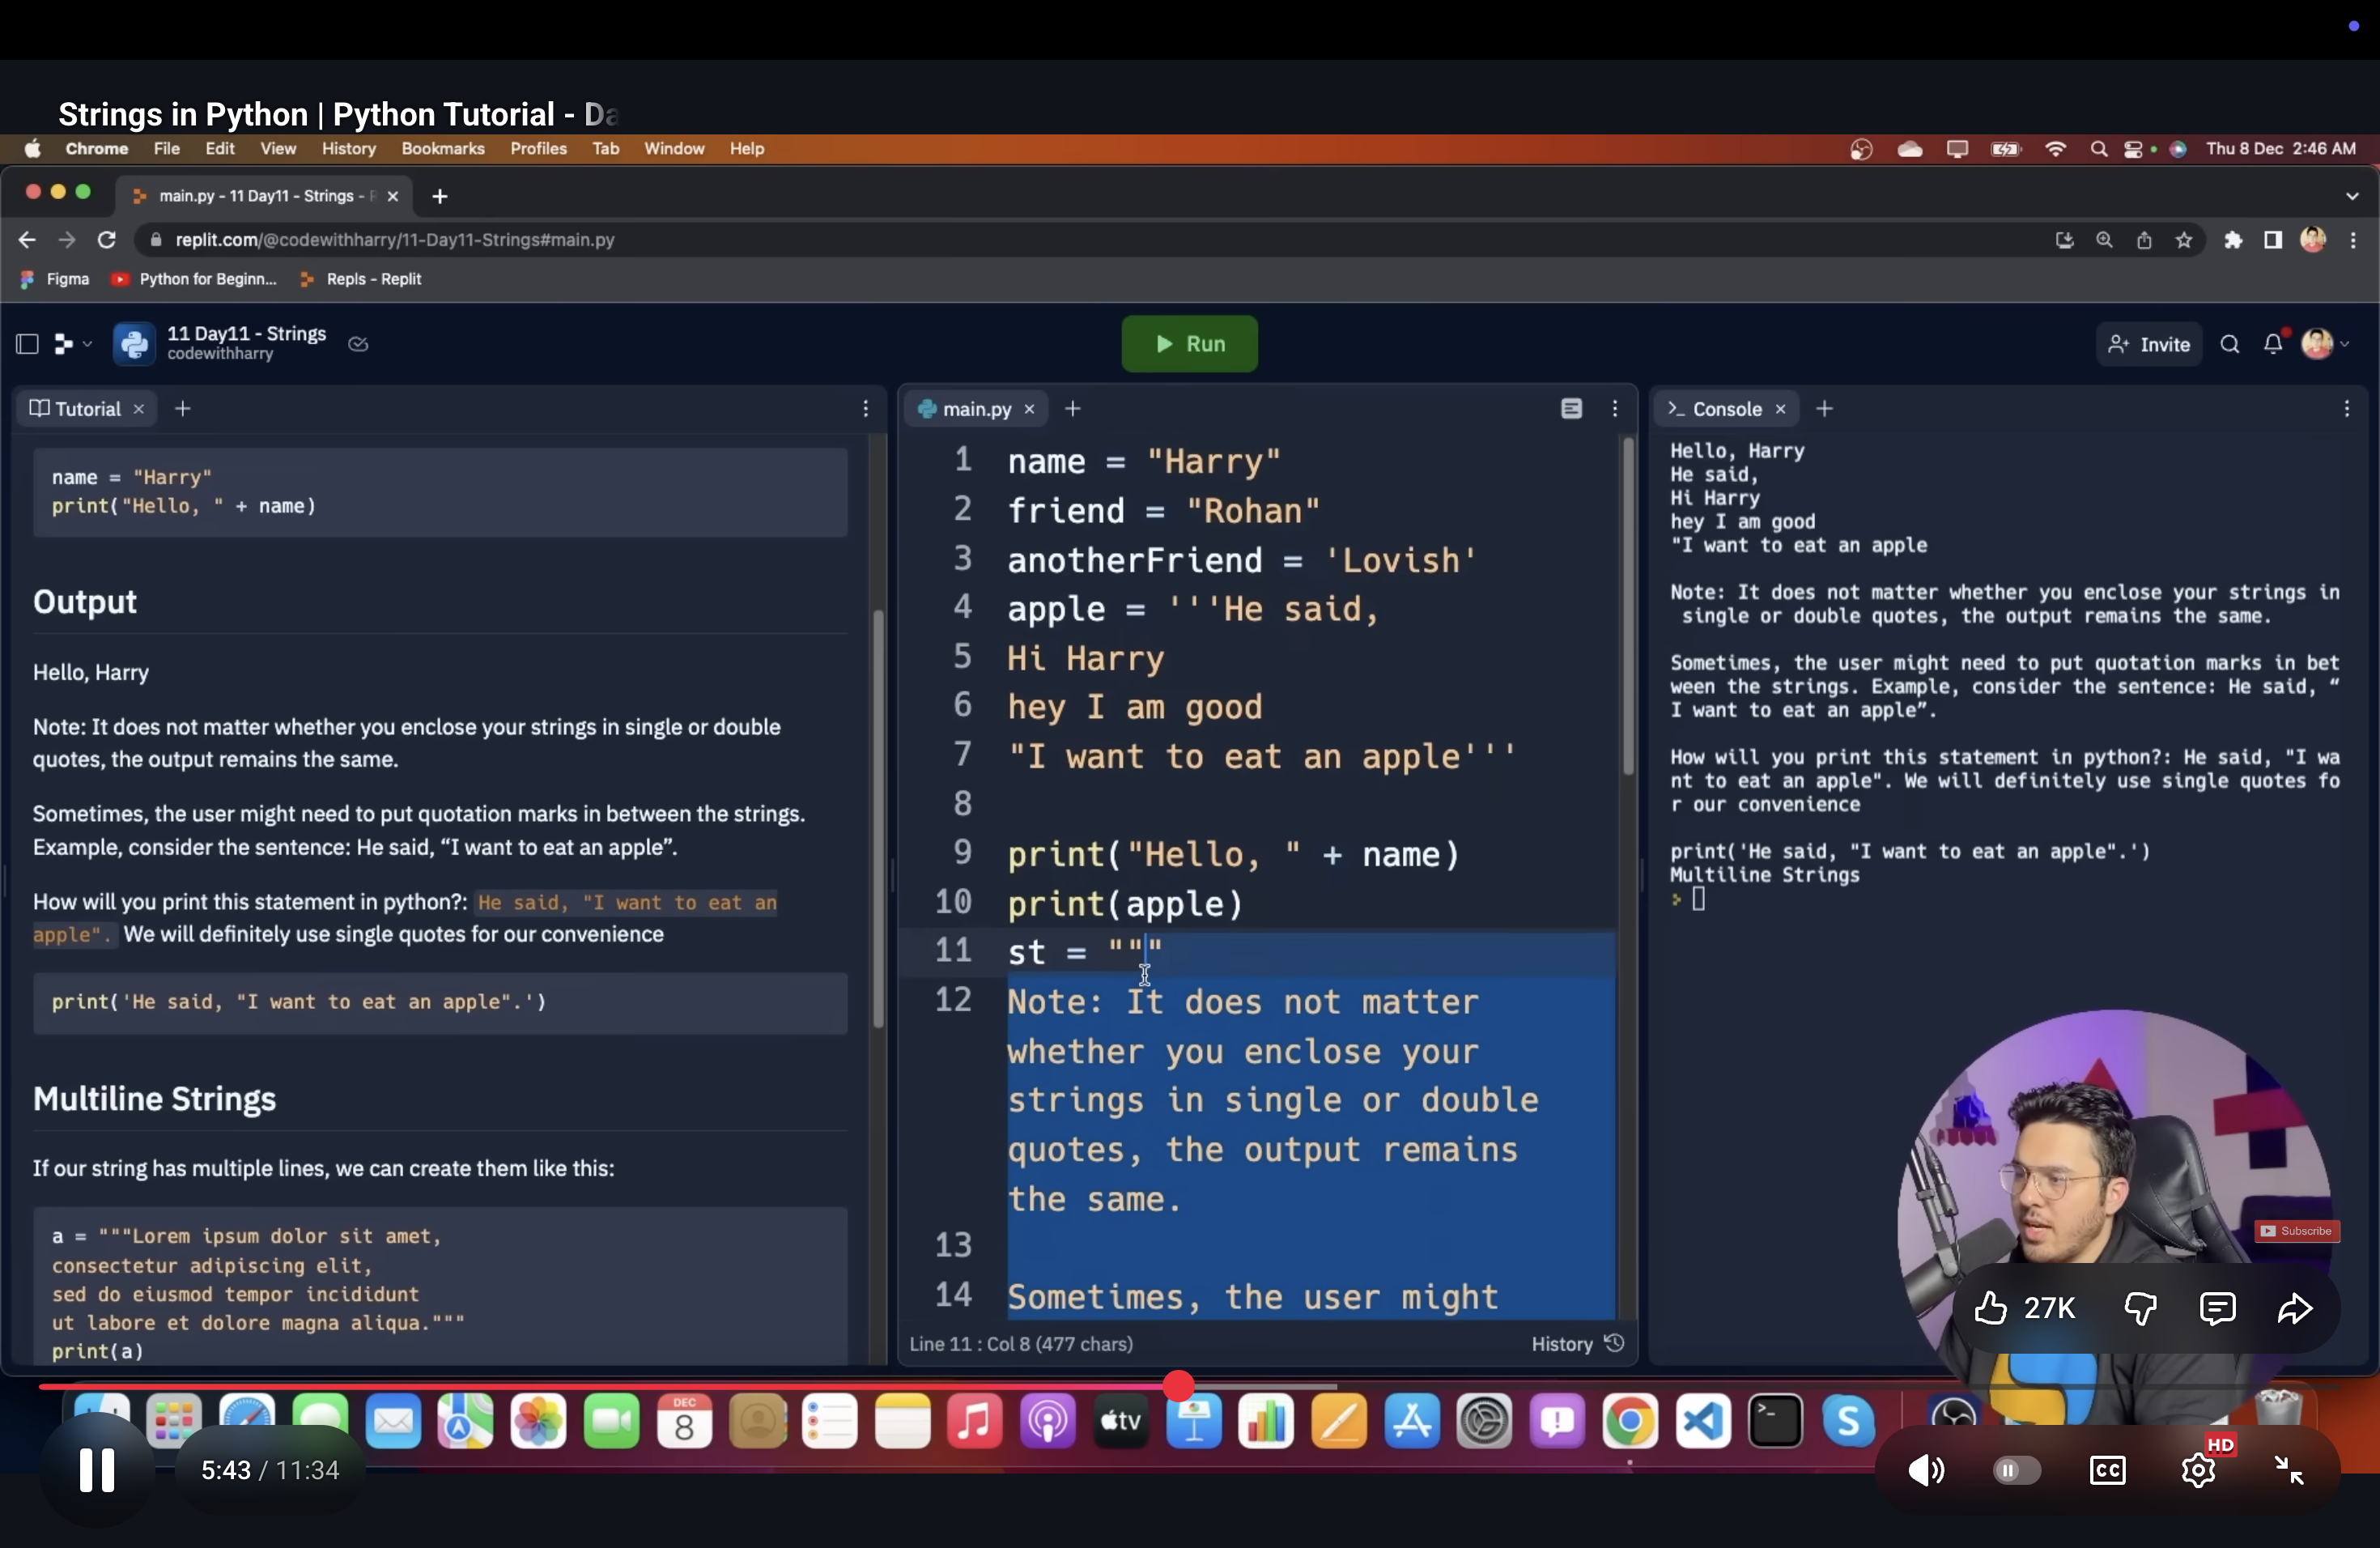 Strings in Python | Python Tutorial - Da
Chrome File Edit View History Bookmarks Profiles Tab Window Help Thu 8 Dec 2:46 AM
main.py - 11 Day11 - Strings - R
replit.com/@codewithharry/11-Day11-Strings#main.py
Figma Python for Beginn... Repls - Replit
11 Day11 - Strings
codewithharry
Run
Invite
Tutorial
name = "Harry"
print("Hello, " + name)
Output
Hello, Harry
Note: It does not matter whether you enclose your strings in single or double
quotes, the output remains the same.
Sometimes, the user might need to put quotation marks in between the strings.
Example, consider the sentence: He said, “I want to eat an apple”.
How will you print this statement in python?: He said, "I want to eat an
apple". We will definitely use single quotes for our convenience
print('He said, "I want to eat an apple".')
Multiline Strings
If our string has multiple lines, we can create them like this:
a = """Lorem ipsum dolor sit amet,
consectetur adipiscing elit,
sed do eiusmod tempor incididunt
ut labore et dolore magna aliqua."""
print(a)
main.py
1 name = "Harry"
2 friend = "Rohan"
3 anotherFriend = 'Lovish'
4 apple = '''He said,
5 Hi Harry
6 hey I am good
7 "I want to eat an apple'''
8
9 print("Hello, " + name)
10 print(apple)
11 st = """
12 Note: It does not matter
whether you enclose your
strings in single or double
quotes, the output remains
the same.
13
14 Sometimes, the user might
Line 11 : Col 8 (477 chars) History
Console
Hello, Harry
He said,
Hi Harry
hey I am good
"I want to eat an apple
Note: It does not matter whether you enclose your strings in
single or double quotes, the output remains the same.
Sometimes, the user might need to put quotation marks in bet
ween the strings. Example, consider the sentence: He said, “
I want to eat an apple”.
How will you print this statement in python?: He said, "I wa
nt to eat an apple". We will definitely use single quotes fo
r our convenience
print('He said, "I want to eat an apple".')
Multiline Strings
Subscribe
27K
DEC
8
tv
5:43 / 11:34
CC
HD